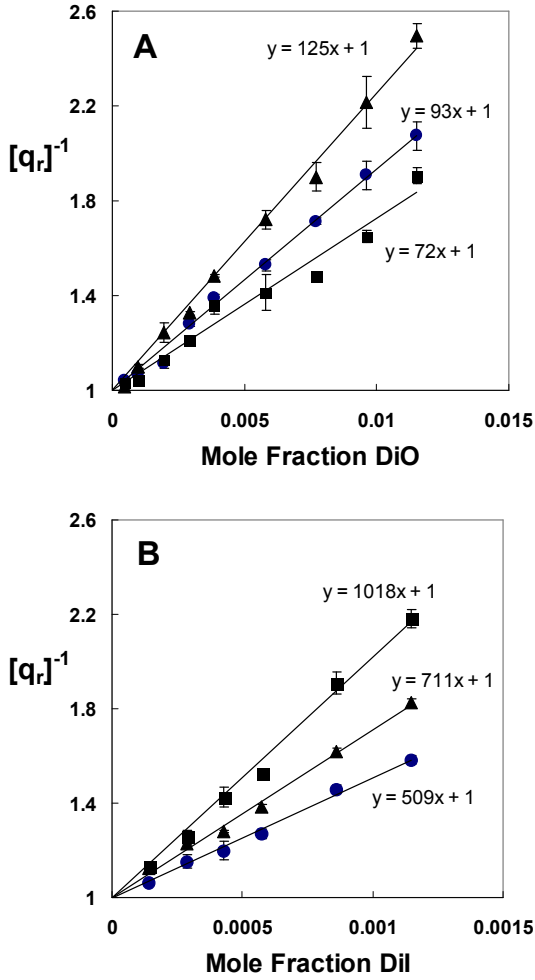 2.6
A
y = 125x + 1
2.2
y = 93x + 1
[qr]-1
1.8
y = 72x + 1
1.4
1
0 0.005 0.01 0.015
Mole Fraction DiO
2.6
B
y = 1018x + 1
2.2
[qr]-1
y = 711x + 1
1.8
y = 509x + 1
1.4
1
0 0.0005 0.001 0.0015
Mole Fraction DiI